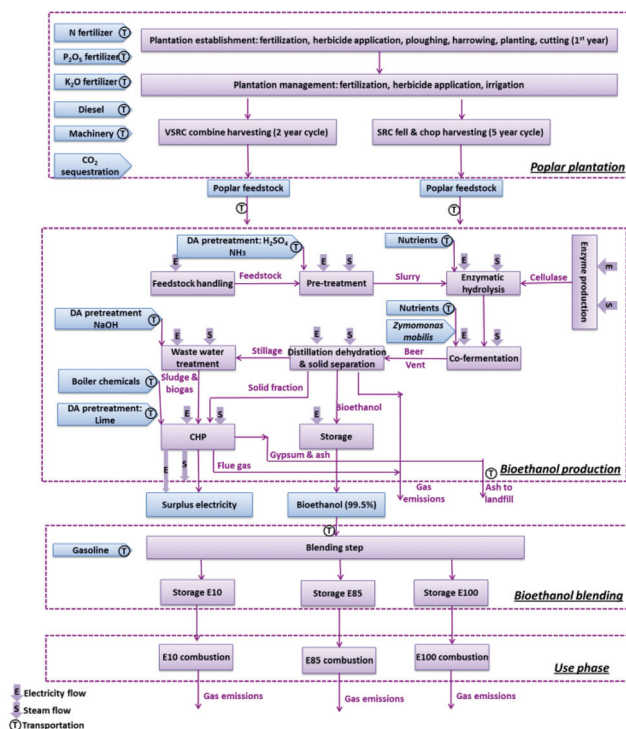 N fertilizer T
Plantation establishment: fertilization, herbicide application, ploughing, harrowing, planting, cutting (1st year)
P2O5 fertilizer T
K2O fertilizer T
Plantation management: fertilization, herbicide application, irrigation
Diesel T
Machinery T
VSRC combine harvesting (2 year cycle)
SRC fell & chop harvesting (5 year cycle)
CO2
sequestration
Poplar plantation
Poplar feedstock
Poplar feedstock
T
T
DA pretreatment: H2SO4
NH3 T
Nutrients T
E
E S
E S
Feedstock handling
Feedstock
Pre-treatment
Slurry
Enzymatic
hydrolysis
Cellulase
Enzyme production
E
S
DA pretreatment
NaOH T
Nutrients T
Zymomonas
mobilis
E S
E S
E S
Waste water
treatment
Stillage
Distillation dehydration
& solid separation
Beer
Vent
Co-fermentation
Boiler chemicals T
Sludge &
biogas
Solid fraction
Bioethanol
DA pretreatment:
Lime T
E S
E
CHP
Storage
Gypsum & ash
Flue gas
E S
T
Bioethanol production
Gas
emissions
Ash to
landfill
Surplus electricity
Bioethanol (99.5%)
T
Gasoline T
Blending step
Storage E10
Storage E85
Storage E100
Bioethanol blending
E10 combustion
E85 combustion
E100 combustion
Use phase
E Electricity flow
S Steam flow
T Transportation
Gas emissions
Gas emissions
Gas emissions